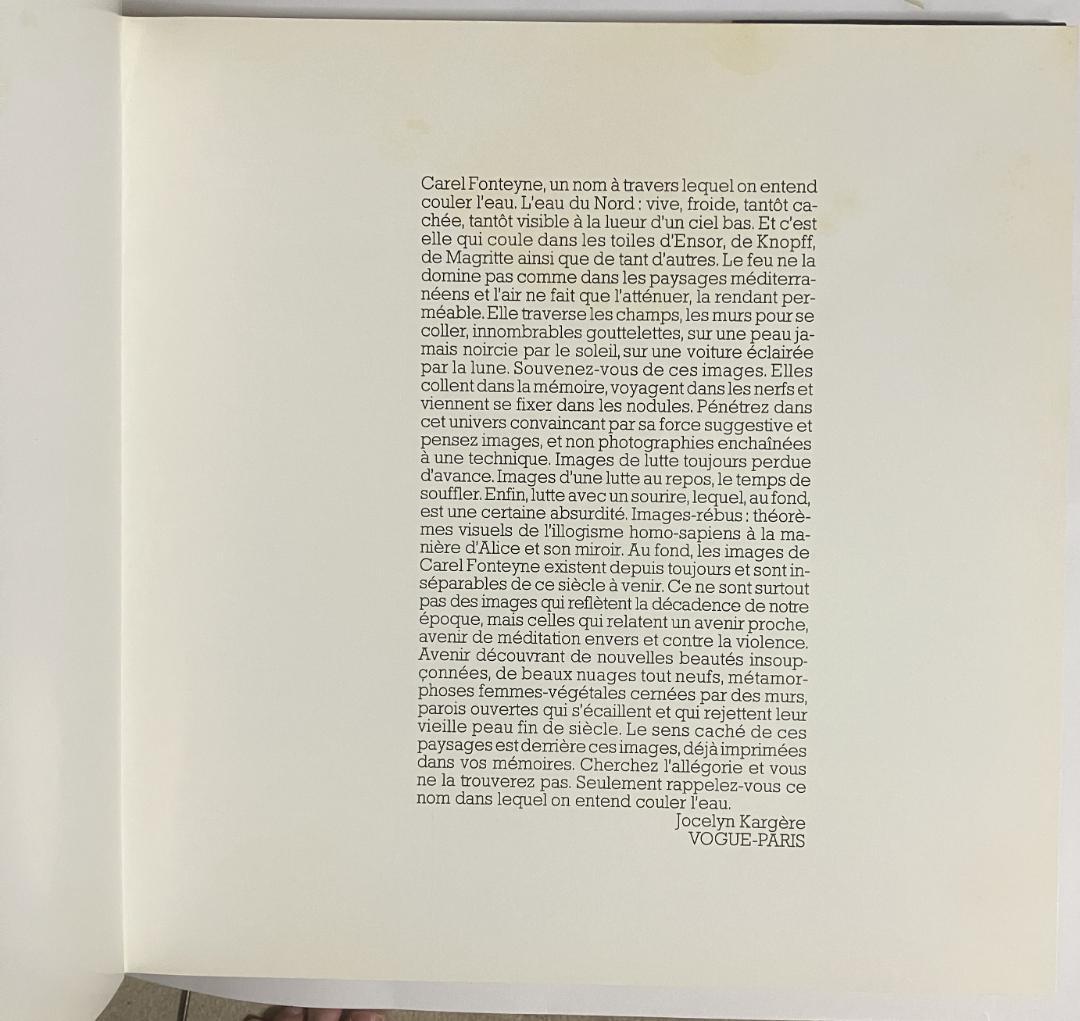 Carel Fonteyne, un nom à travers lequel on entend
couler l'eau. L'eau du Nord : vive, froide, tantôt ca-
chée, tantôt visible à la lueur d'un ciel bas. Et c'est
elle qui coule dans les toiles d'Ensor, de Knopff,
de Magritte ainsi que de tant d'autres. Le feu ne la
domine pas comme dans les paysages méditerra-
néens et l'air ne fait que l'atténuer, la rendant per-
méable. Elle traverse les champs, les murs pour se
coller, innombrables gouttelettes, sur une peau ja-
mais noircie par le soleil, sur une voiture éclairée
par la lune. Souvenez-vous de ces images. Elles
collent dans la mémoire, voyagent dans les nerfs et
viennent se fixer dans les nodules. Pénétrez dans
cet univers convaincant par sa force suggestive et
pensez images, et non photographies enchaînées
à une technique. Images de lutte toujours perdue
d'avance. Images d'une lutte au repos, le temps de
souffler. Enfin, lutte avec un sourire, lequel, au fond,
est une certaine absurdité. Images-rébus : théorè-
mes visuels de l'illogisme homo-sapiens à la ma-
nière d'Alice et son miroir. Au fond, les images de
Carel Fonteyne existent depuis toujours et sont in-
séparables de ce siècle à venir. Ce ne sont surtout
pas des images qui reflètent la décadence de notre
époque, mais celles qui relatent un avenir proche,
avenir de méditation envers et contre la violence.
Avenir découvrant de nouvelles beautés insoup-
çonnées, de beaux nuages tout neufs, métamor-
phoses femmes-végétales cernées par des murs,
parois ouvertes qui s'écaillent et qui rejettent leur
vieille peau fin de siècle. Le sens caché de ces
paysages est derrière ces images, déjà imprimées
dans vos mémoires. Cherchez l'allégorie et vous
ne la trouverez pas. Seulement rappelez-vous ce
nom dans lequel on entend couler l'eau.
Jocelyn Kargère
VOGUE-PARIS